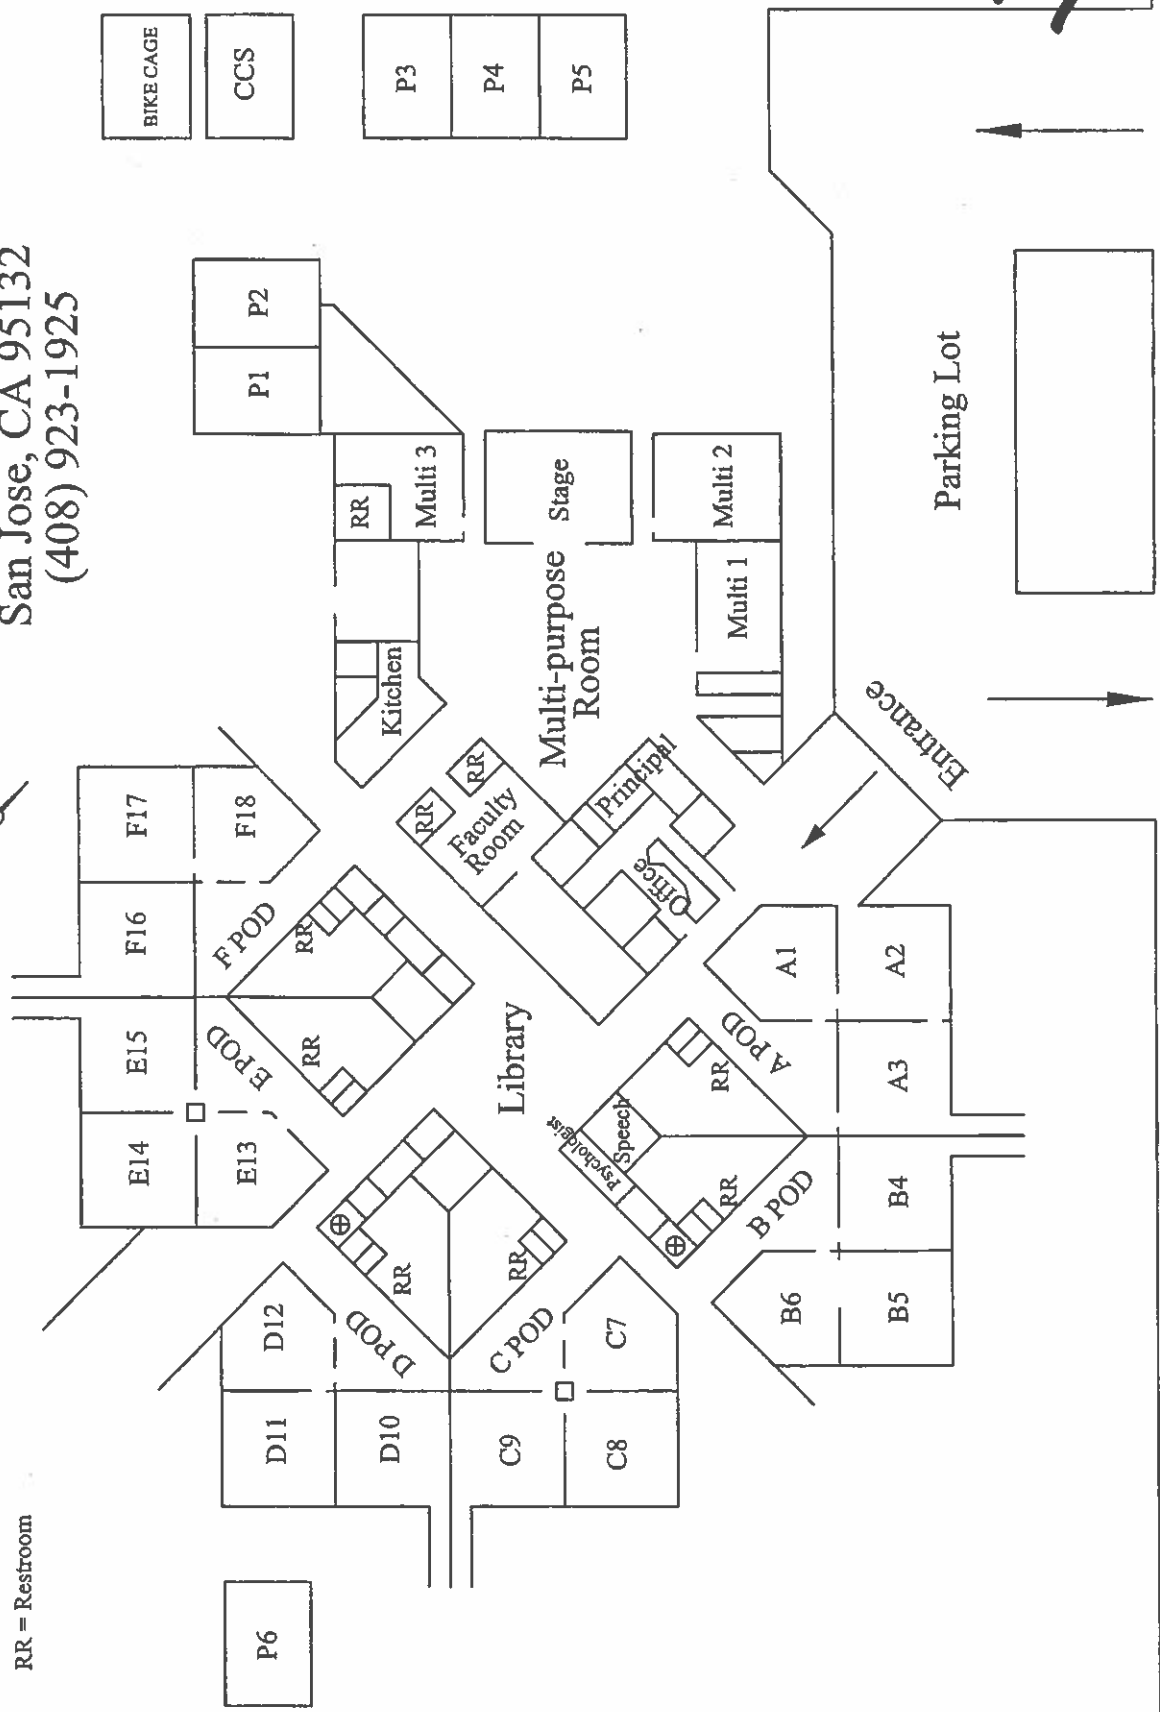 San Jose, CA 95132
(408) 923-1925
RR = Restroom
BIKE CAGE
CCS
P3
P4
P5
P2
P1
RR
Multi 3
Stage
Multi 2
Multi 1
Multi-purpose
Room
Kitchen
Parking Lot
Entrance
RR
RR
Faculty
Room
Principal
Office
F17
F18
F16
F POD
RR
E15
E POD
RR
E14
E13
Library
A1
A2
A POD
A3
RR
Speech
Psychologist
RR
B POD
B4
B6
B5
D12
D POD
RR
D11
D10
RR
C POD
C7
C9
C8
P6